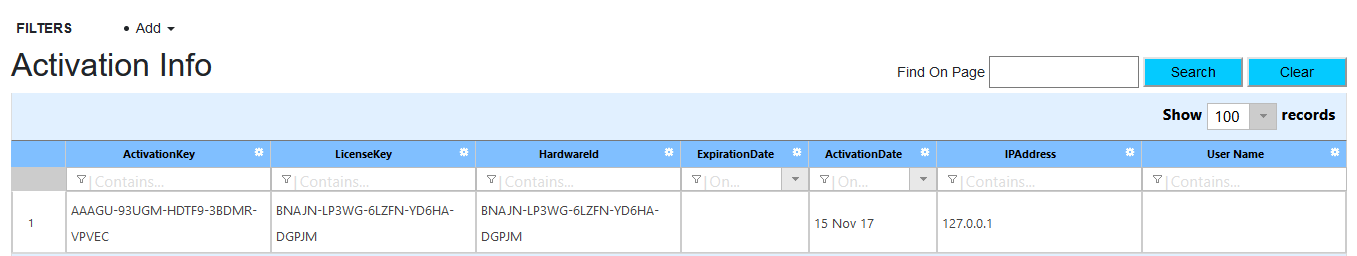 FILTERS • Add
Activation Info
Find On Page Search Clear
Show 100 records
ActivationKey LicenseKey HardwareId ExpirationDate ActivationDate IPAddress User Name
Contains... Contains... Contains... On... On... Contains... Contains...
1 AAAGU-93UGM-HDTF9-3BDMR- BNAJN-LP3WG-6LZFN-YD6HA- BNAJN-LP3WG-6LZFN-YD6HA- 15 Nov 17 127.0.0.1
VPVEC DGPJM DGPJM